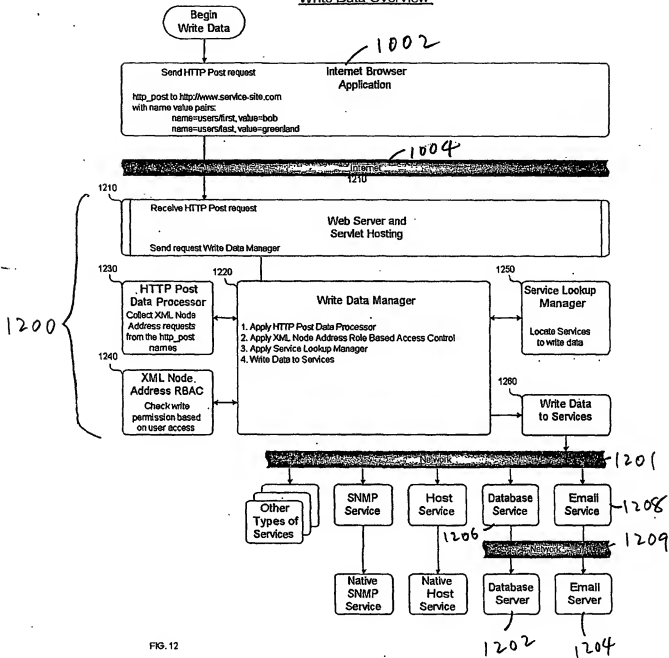 Write Data Overview
Begin
Write Data
1002
Send HTTP Post request
Internet Browser
Application
http_post to http://www.service-site.com
with name value pairs:
name=users/first, value=bob
name=users/last, value=greenland
1004
Internet
1210
1210
Receive HTTP Post request
Web Server and
Servlet Hosting
Send request Write Data Manager
1200
1230
HTTP Post
Data Processor
Collect XML Node
Address requests
from the http_post
names
1220
Write Data Manager
1. Apply HTTP Post Data Processor
2. Apply XML Node Address Role Based Access Control
3. Apply Service Lookup Manager
4. Write Data to Services
1250
Service Lookup
Manager
Locate Services
to write data
1240
XML Node
Address RBAC
Check write
permission based
on user access
1260
Write Data
to Services
Network
1201
Other
Types of
Services
SNMP
Service
Host
Service
Database
Service
Email
Service
1208
1206
Network
1209
Native
SNMP
Service
Native
Host
Service
Database
Server
Email
Server
1202
1204
FIG. 12